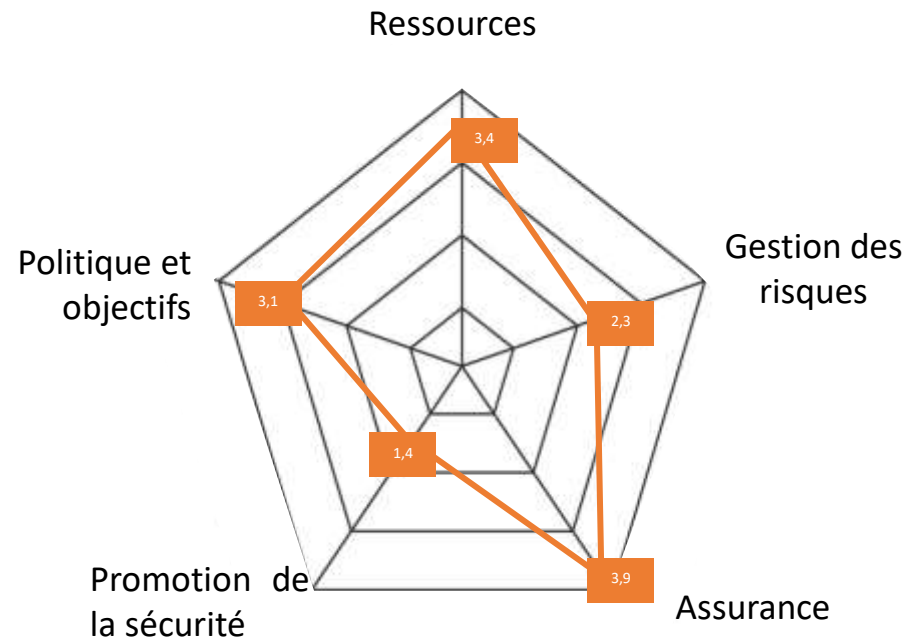 Ressources
3,4
Gestion des
risques
Politique et
objectifs
3,1
2,3
1,4
Promotion de
la sécurité
3,9
Assurance